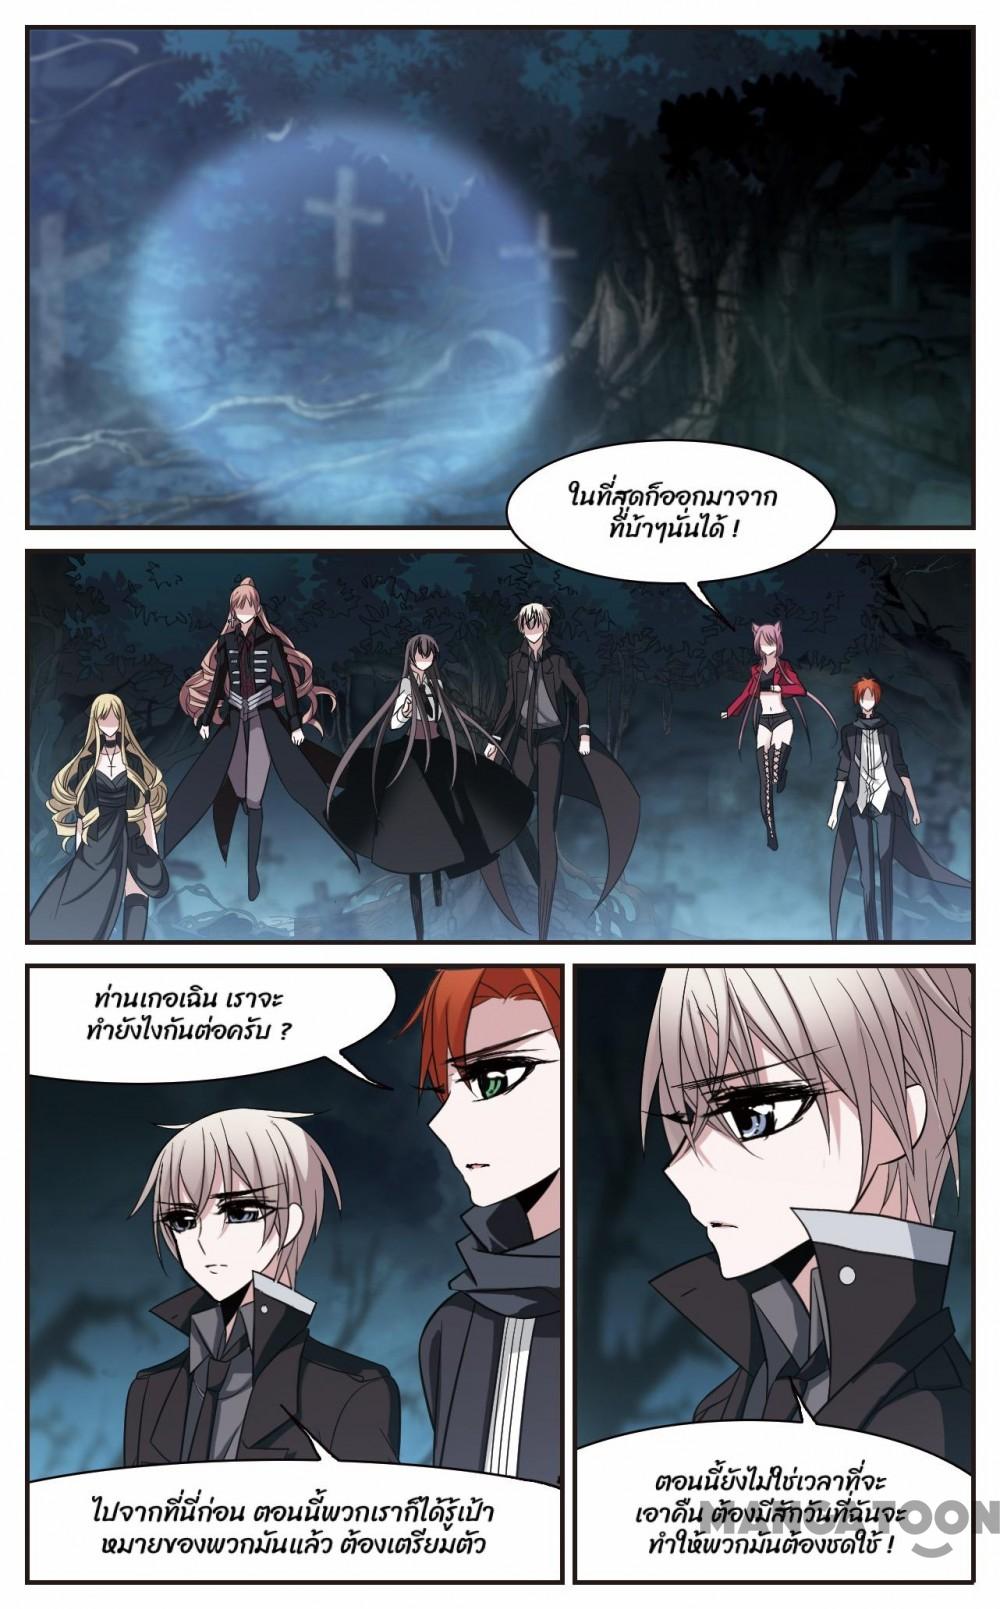 ในที่สุดก็ออกมาจาก
ที่บ้าๆนั่นได้ !
ท่านเกอเฉิน เราจะ
ทำยังไงกันต่อครับ ?
ไปจากที่นี่ก่อน ตอนนี้พวกเราก็ได้รู้เป้า
หมายของพวกมันแล้ว ต้องเตรียมตัว
ตอนนี้ยังไม่ใช่เวลาที่จะ
เอาคืน ต้องมีสักวันที่ฉันจะ
ทำให้พวกมันต้องชดใช้ !
MANGATOON